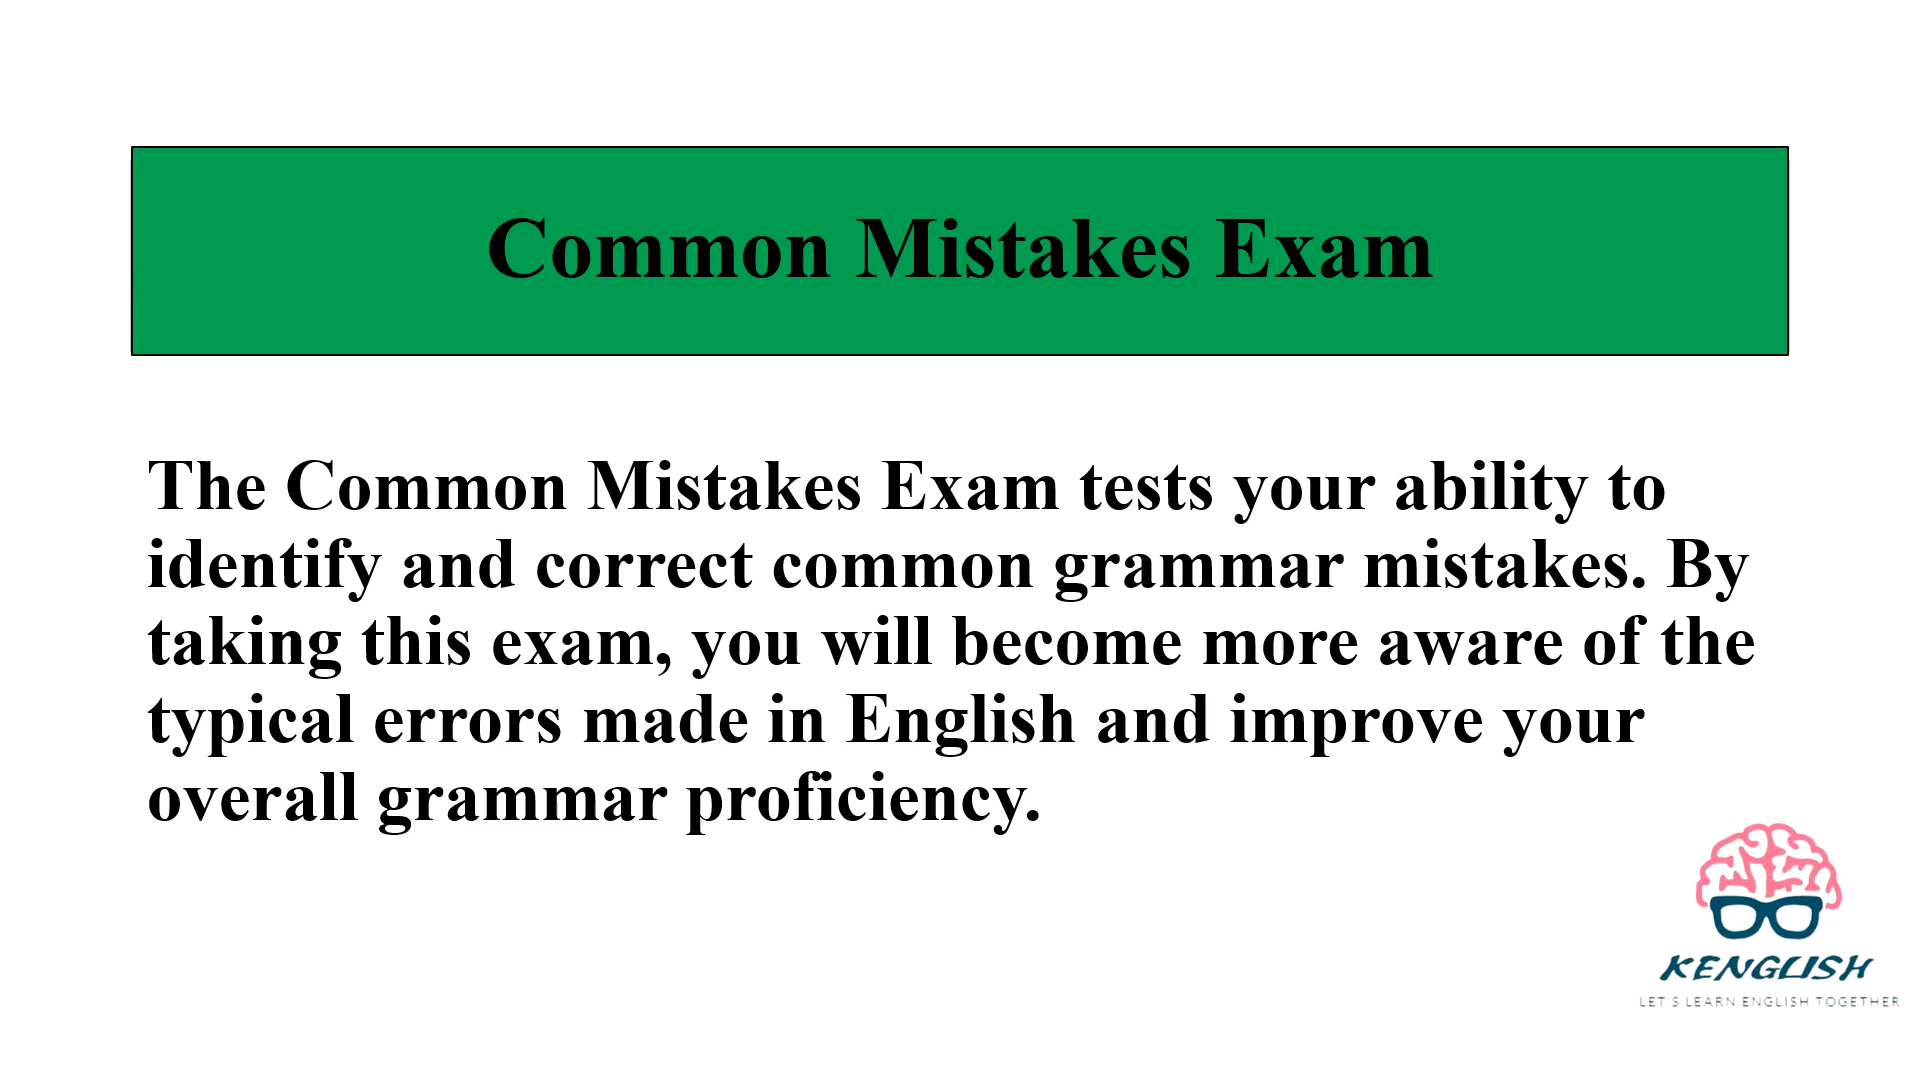 Common Mistakes Exam
The Common Mistakes Exam tests your ability to
identify and correct common grammar mistakes. By
taking this exam, you will become more aware of the
typical errors made in English and improve your
overall grammar proficiency.
KENGLISH
LET'S LEARN ENGLISH TOGETHER